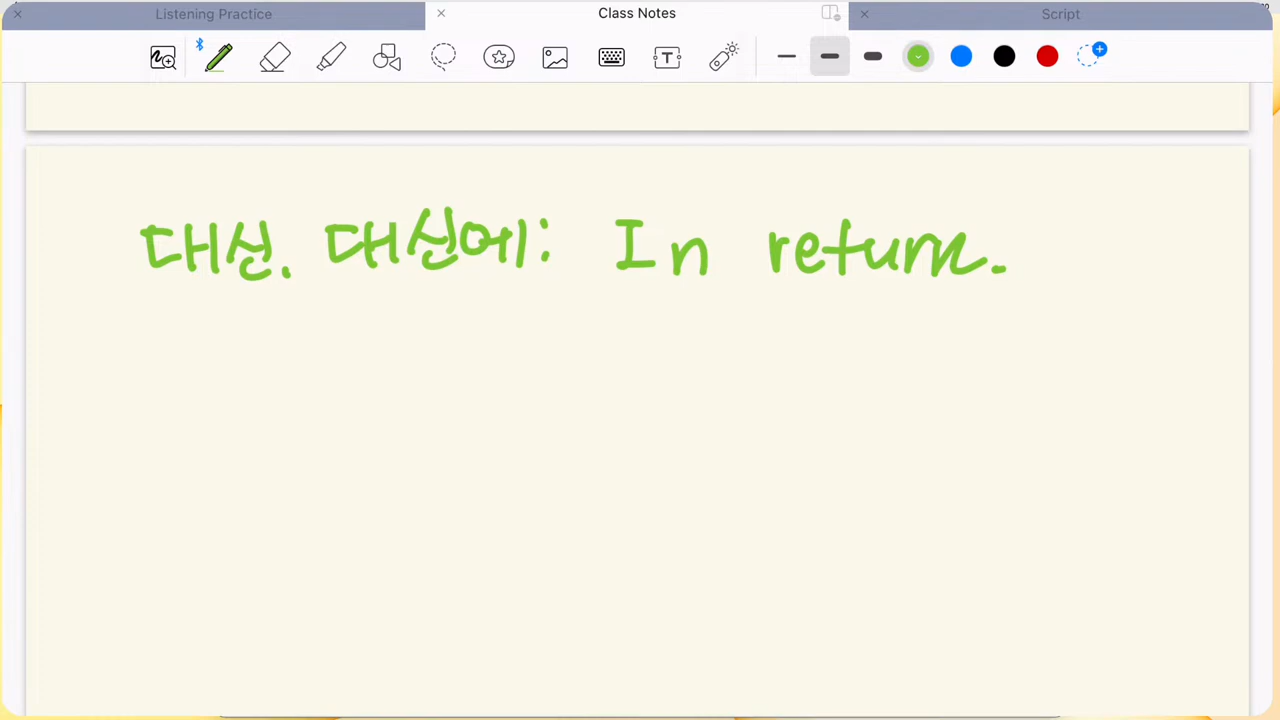 Listening Practice
Class Notes
Script
대신. 대신에: In return.